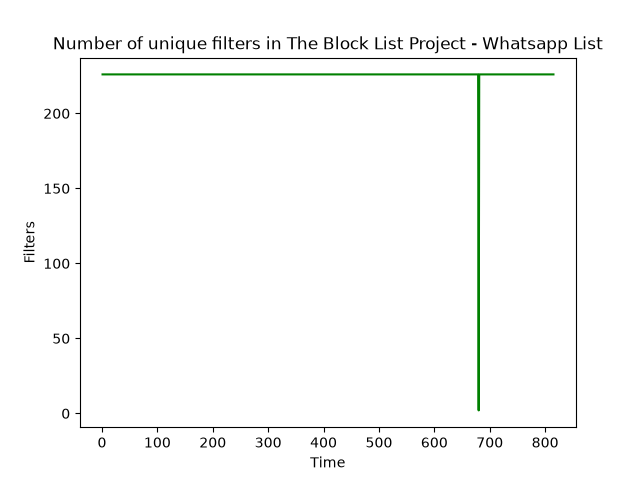 Number of unique filters in The Block List Project - Whatsapp List
Filters
200
150
100
50
0
0 100 200 300 400 500 600 700 800
Time